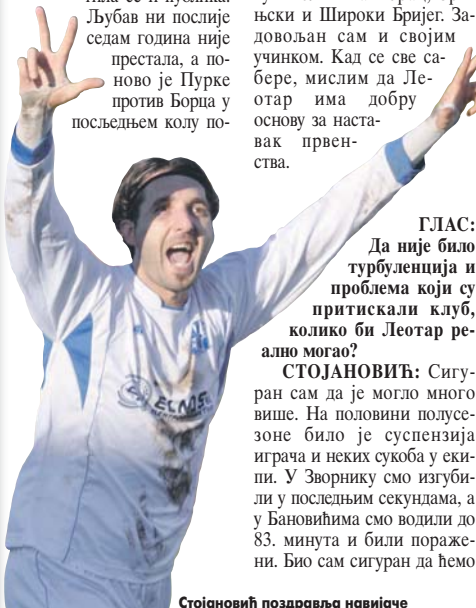 Љубав ни послије
седам година није
престала, а по-
ново је Пурке
против Борца у
посљедњем колу по-
њски и Широки Бријег. За-
довољан сам и својим
учинком. Кад се све са-
бере, мислим да Ле-
отар има добру
основу за наста-
вак првен-
ства.
ГЛАС:
Да није било
турбуленција и
проблема који су
притискали клуб,
колико би Леотар ре-
ално могао?
СТОЈАНОВИЋ: Сигу-
ран сам да је могло много
више. На половини полусе-
зоне било је суспензија
играча и неких сукоба у еки-
пи. У Зворнику смо изгуби-
ли у последњим секундама, а
у Бановићима смо водили до
83. минута и били пораже-
ни. Био сам сигуран да ћемо
Стојановић поздравља навијаче